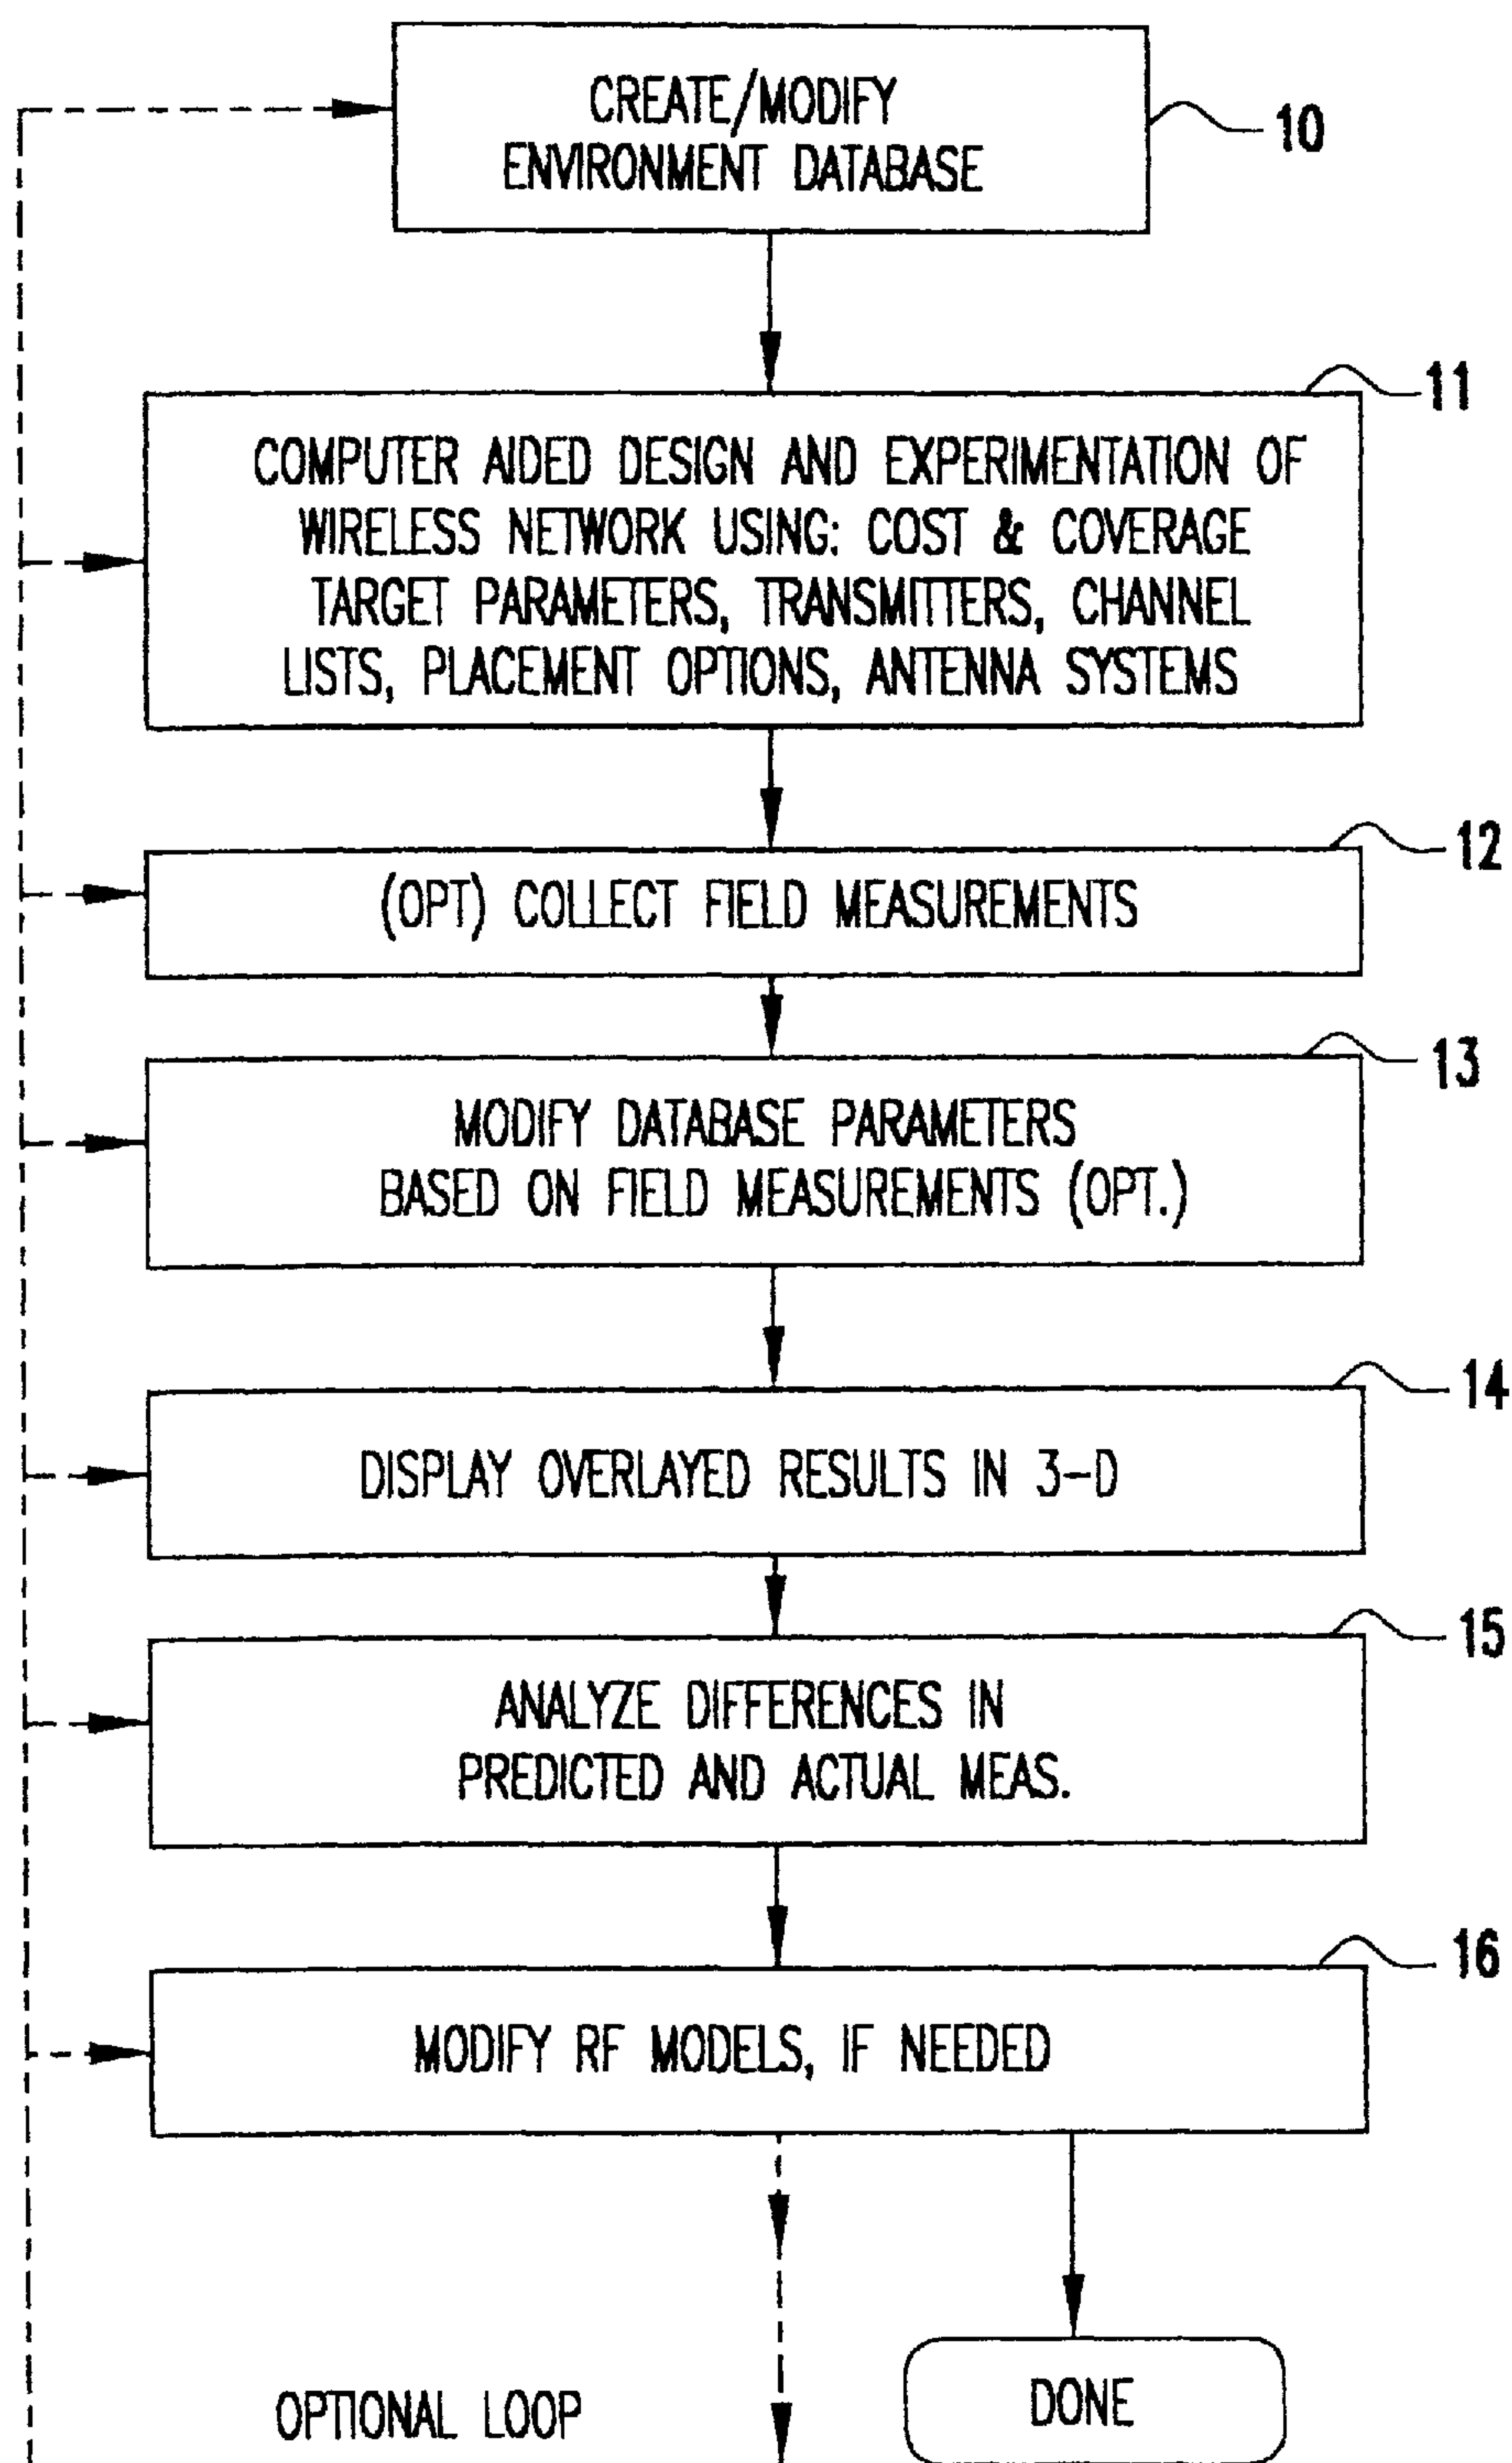 CREATE/MODIFY
ENVIRONMENT DATABASE
10
11
COMPUTER AIDED DESIGN AND EXPERIMENTATION OF
WIRELESS NETWORK USING: COST & COVERAGE
TARGET PARAMETERS, TRANSMITTERS, CHANNEL
LISTS, PLACEMENT OPTIONS, ANTENNA SYSTEMS
12
(OPT) COLLECT FIELD MEASUREMENTS
13
MODIFY DATABASE PARAMETERS
BASED ON FIELD MEASUREMENTS (OPT.)
14
DISPLAY OVERLAYED RESULTS IN 3-D
15
ANALYZE DIFFERENCES IN
PREDICTED AND ACTUAL MEAS.
16
MODIFY RF MODELS, IF NEEDED
OPTIONAL LOOP
DONE